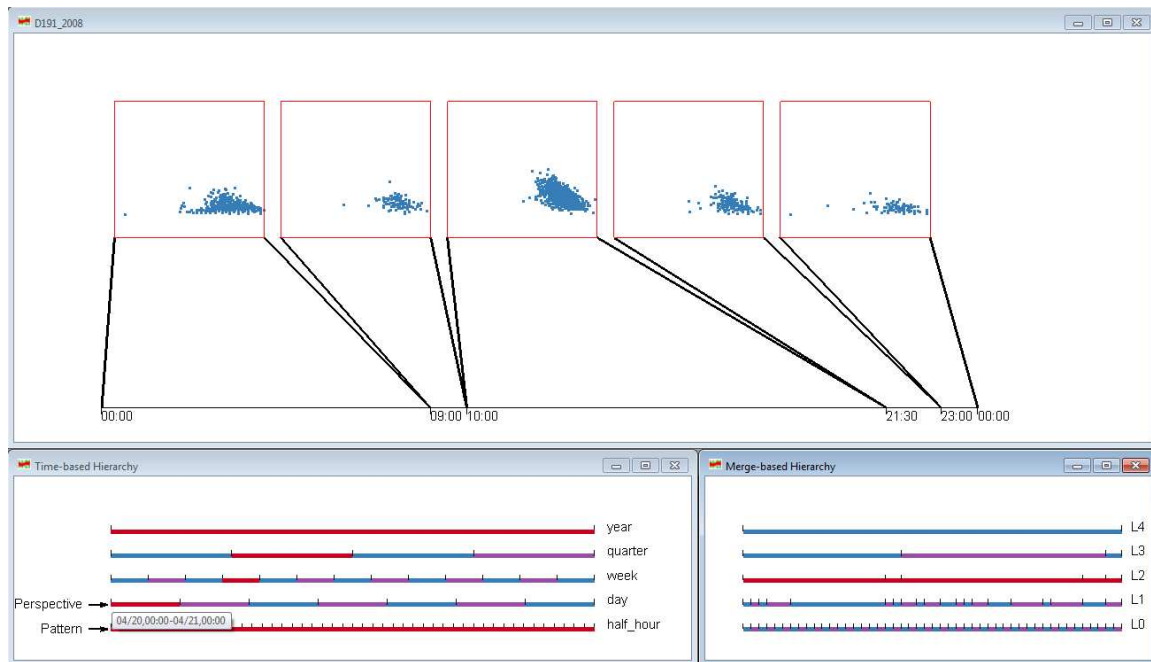 D191_2008
00:00 09:00 10:00 21:30 23:00 00:00
Time-based Hierarchy
year
quarter
week
Perspective day
04/20,00:00-04/21,00:00
Pattern half_hour
Merge-based Hierarchy
L4
L3
L2
L1
L0